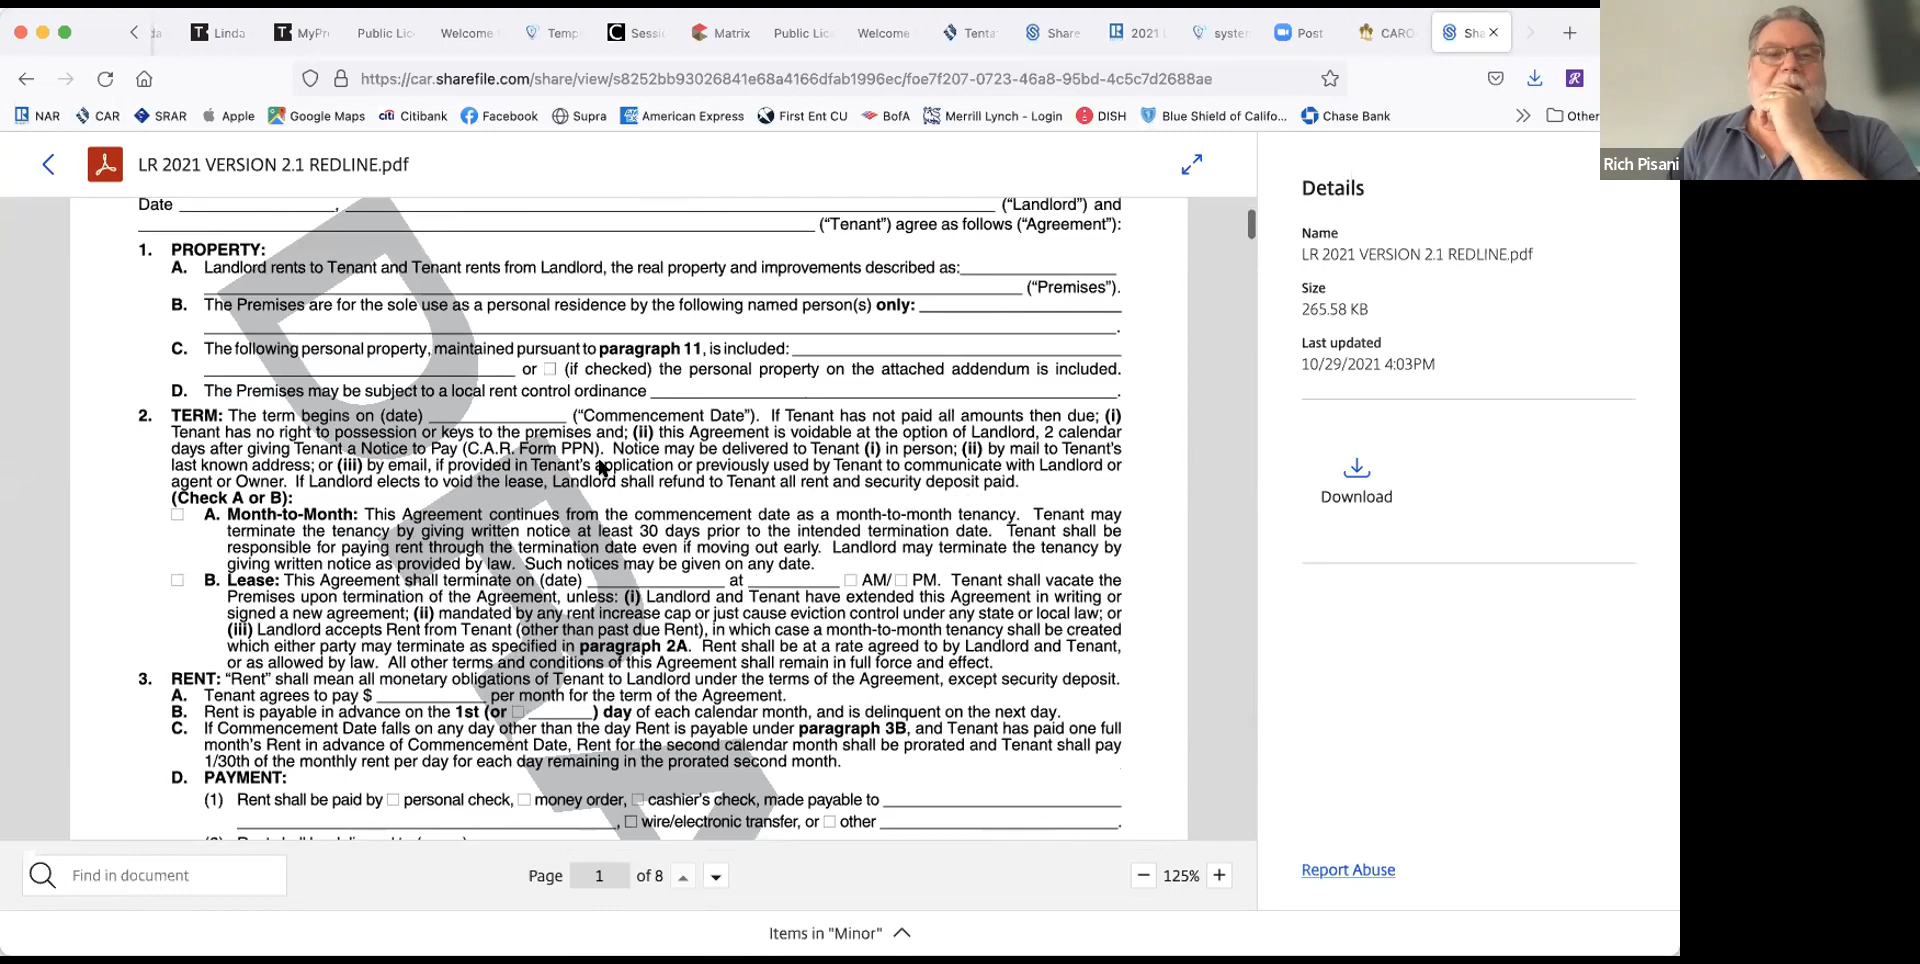 da
Linda
MyPr
Public Lic
Welcome
Temp
Sessi
Matrix
Public Lic
Welcome
Tenta
Share
2021
syster
Post
CARO
Sha
https://car.sharefile.com/share/view/s8252bb93026841e68a4166dfab1996ec/foe7f207-0723-46a8-95bd-4c5c7d2688ae
NAR
CAR
SRAR
Apple
Google Maps
citi Citibank
Facebook
Supra
American Express
First Ent CU
BofA
Merrill Lynch - Login
DISH
Blue Shield of Califo...
Chase Bank
Other
Rich Pisani
LR 2021 VERSION 2.1 REDLINE.pdf
Date ____________, ____________ (“Landlord”) and
____________ (“Tenant”) agree as follows (“Agreement”):
1. PROPERTY:
A. Landlord rents to Tenant and Tenant rents from Landlord, the real property and improvements described as:____________
____________ (“Premises”).
B. The Premises are for the sole use as a personal residence by the following named person(s) only: ____________
____________.
C. The following personal property, maintained pursuant to paragraph 11, is included: ____________
____________ or ☐ (if checked) the personal property on the attached addendum is included.
D. The Premises may be subject to a local rent control ordinance ____________.
2. TERM: The term begins on (date) ____________ (“Commencement Date”). If Tenant has not paid all amounts then due; (i)
Tenant has no right to possession or keys to the premises and; (ii) this Agreement is voidable at the option of Landlord, 2 calendar
days after giving Tenant a Notice to Pay (C.A.R. Form PPN). Notice may be delivered to Tenant (i) in person; (ii) by mail to Tenant’s
last known address; or (iii) by email, if provided in Tenant’s application or previously used by Tenant to communicate with Landlord or
agent or Owner. If Landlord elects to void the lease, Landlord shall refund to Tenant all rent and security deposit paid.
(Check A or B):
☐ A. Month-to-Month: This Agreement continues from the commencement date as a month-to-month tenancy. Tenant may
terminate the tenancy by giving written notice at least 30 days prior to the intended termination date. Tenant shall be
responsible for paying rent through the termination date even if moving out early. Landlord may terminate the tenancy by
giving written notice as provided by law. Such notices may be given on any date.
☐ B. Lease: This Agreement shall terminate on (date) ____________ at ____________ ☐ AM/ ☐ PM. Tenant shall vacate the
Premises upon termination of the Agreement, unless: (i) Landlord and Tenant have extended this Agreement in writing or
signed a new agreement; (ii) mandated by any rent increase cap or just cause eviction control under any state or local law; or
(iii) Landlord accepts Rent from Tenant (other than past due Rent), in which case a month-to-month tenancy shall be created
which either party may terminate as specified in paragraph 2A. Rent shall be at a rate agreed to by Landlord and Tenant,
or as allowed by law. All other terms and conditions of this Agreement shall remain in full force and effect.
3. RENT: “Rent” shall mean all monetary obligations of Tenant to Landlord under the terms of the Agreement, except security deposit.
A. Tenant agrees to pay $ ____________ per month for the term of the Agreement.
B. Rent is payable in advance on the 1st (or ☐ ________) day of each calendar month, and is delinquent on the next day.
C. If Commencement Date falls on any day other than the day Rent is payable under paragraph 3B, and Tenant has paid one full
month’s Rent in advance of Commencement Date, Rent for the second calendar month shall be prorated and Tenant shall pay
1/30th of the monthly rent per day for each day remaining in the prorated second month.
D. PAYMENT:
(1) Rent shall be paid by ☐ personal check, ☐ money order, ☐ cashier’s check, made payable to ____________
____________, ☐ wire/electronic transfer, or ☐ other ____________.
Details
Name
LR 2021 VERSION 2.1 REDLINE.pdf
Size
265.58 KB
Last updated
10/29/2021 4:03PM
Download
Report Abuse
Find in document
Page 1 of 8
125%
Items in "Minor"